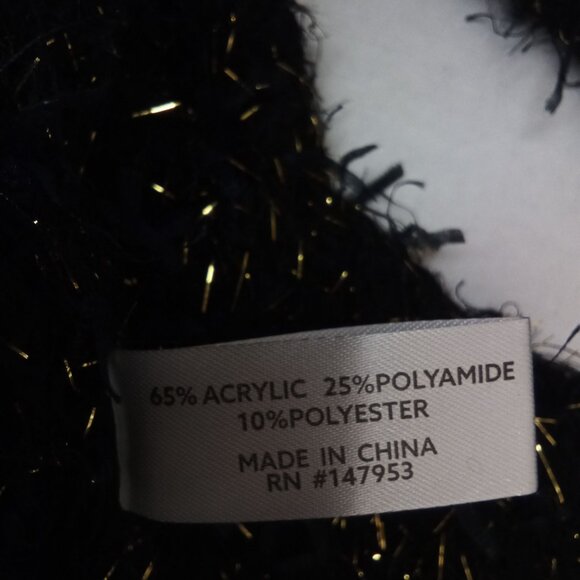 65% ACRYLIC 25%POLYAMIDE
10%POLYESTER
MADE IN CHINA
RN #147953